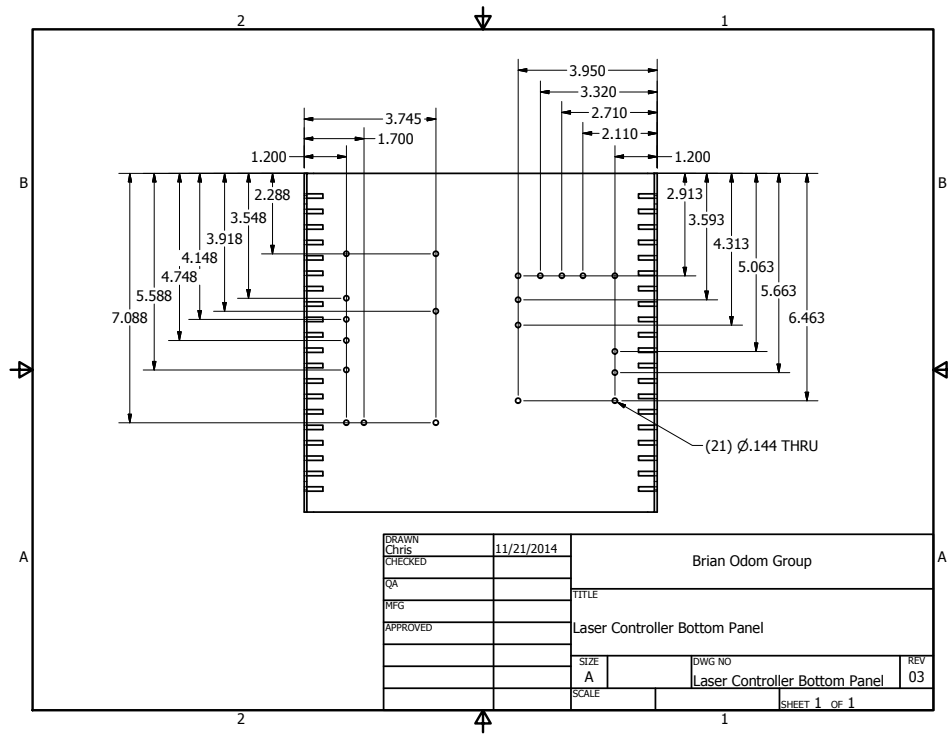 2 1
3.950
3.320
3.745 2.710
1.700 2.110
1.200 1.200
B B
2.288 2.913
3.548 3.593
3.918 4.313
4.148 5.063
4.748 5.663
5.588 6.463
7.088
(21) Ø.144 THRU
A A
DRAWN
Chris 11/21/2014
CHECKED
QA
MFG
APPROVED
Brian Odom Group
TITLE
Laser Controller Bottom Panel
SIZE
A
DWG NO
Laser Controller Bottom Panel
REV
03
SCALE
SHEET 1 OF 1
2 1